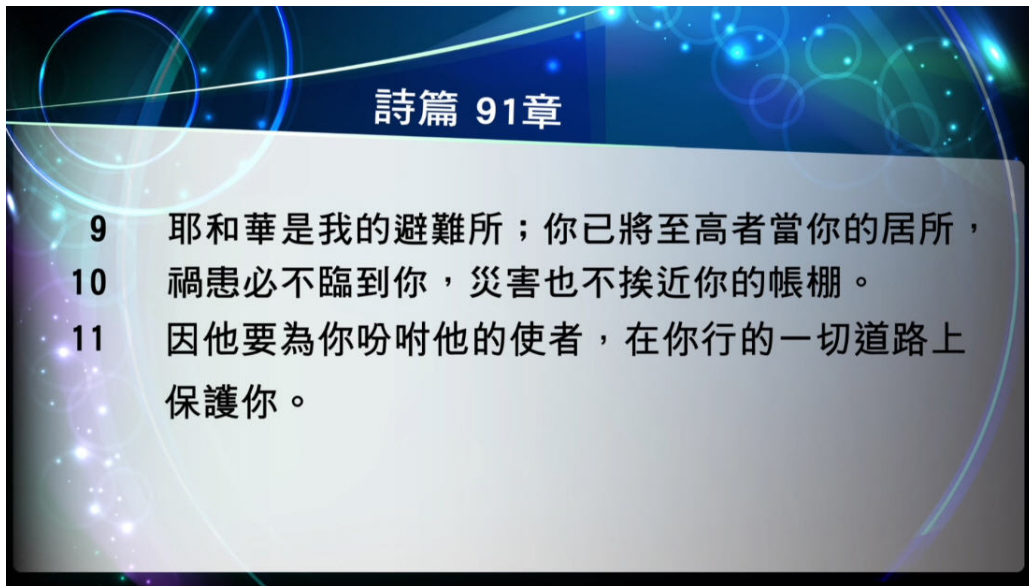 詩篇 91章
9 耶和華是我的避難所；你已將至高者當你的居所，
10 禍患必不臨到你，災害也不挨近你的帳棚。
11 因他要為你吩咐他的使者，在你行的一切道路上
保護你。